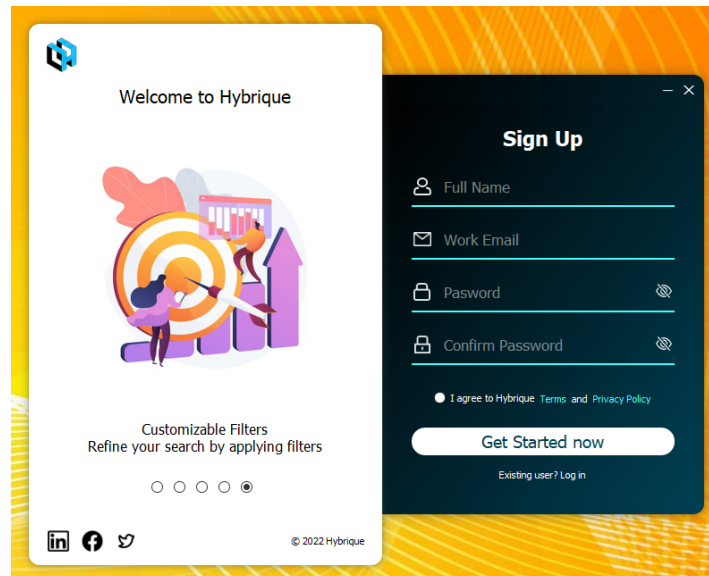 Welcome to Hybrique
Customizable Filters
Refine your search by applying filters
© 2022 Hybrique
Sign Up
Full Name
Work Email
Pasword
Confirm Password
I agree to Hybrique Terms and Privacy Policy
Get Started now
Existing user? Log in